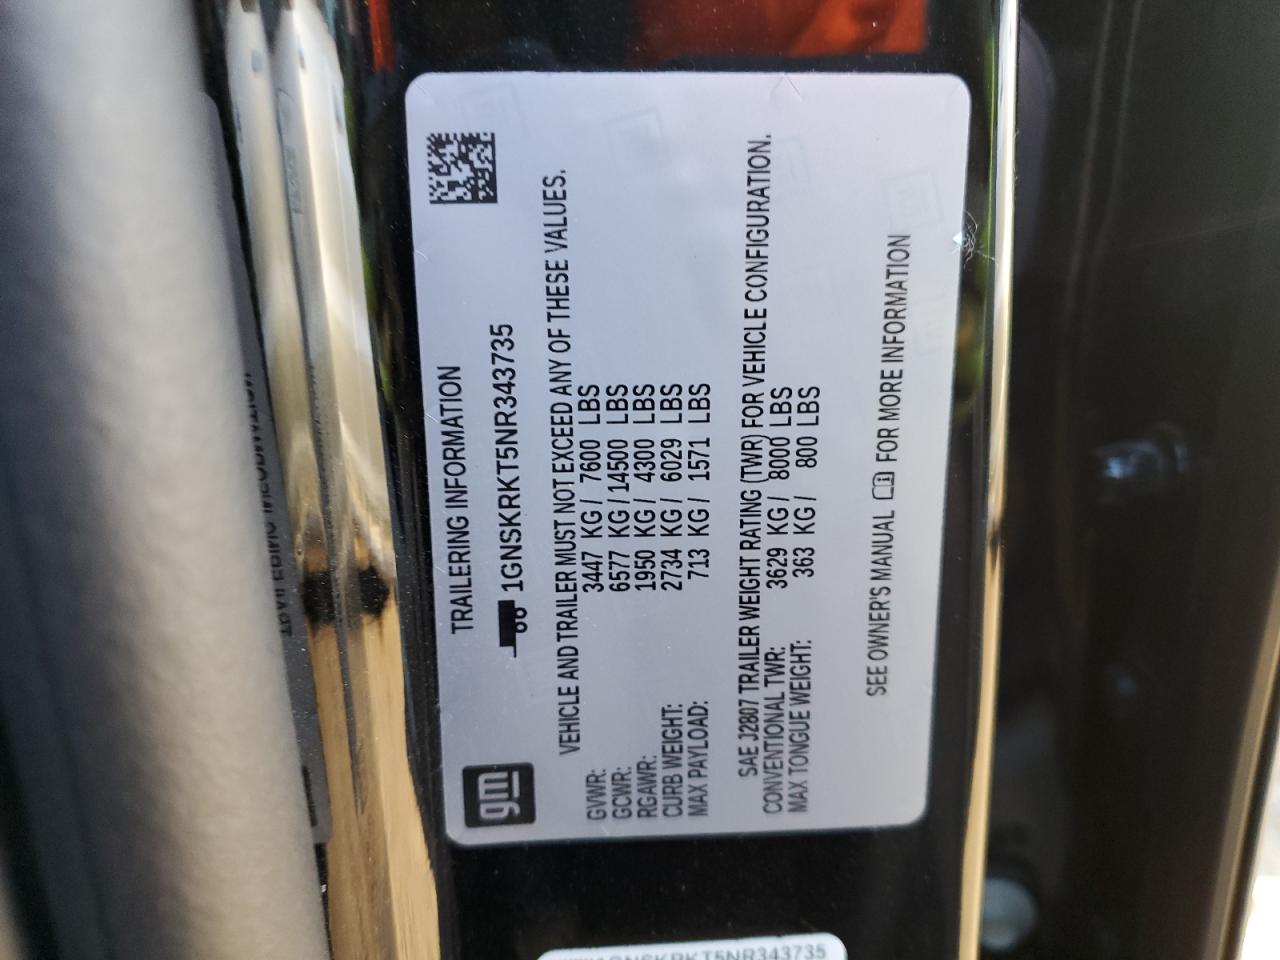 TRAILERING INFORMATION
gm 1GNSKRKT5NR343735
VEHICLE AND TRAILER MUST NOT EXCEED ANY OF THESE VALUES.
GVWR: 3447 KG / 7600 LBS
GCWR: 6577 KG / 14500 LBS
RGAWR: 1950 KG / 4300 LBS
CURB WEIGHT: 2734 KG / 6029 LBS
MAX PAYLOAD: 713 KG / 1571 LBS
SAE J2807 TRAILER WEIGHT RATING (TWR) FOR VEHICLE CONFIGURATION.
CONVENTIONAL TWR: 3629 KG / 8000 LBS
MAX TONGUE WEIGHT: 363 KG / 800 LBS
SEE OWNER'S MANUAL FOR MORE INFORMATION
1GNSKRKT5NR343735